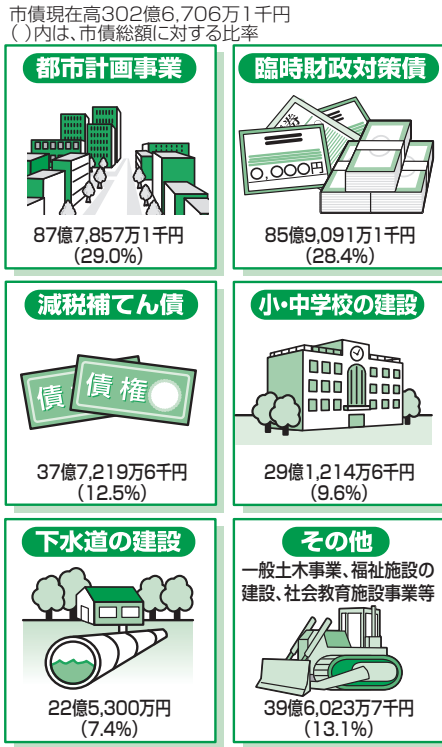 市債現在高302億6,706万1千円
( )内は、市債総額に対する比率
都市計画事業
87億7,857万1千円
(29.0%)
臨時財政対策債
券
〇,〇〇〇円
85億9,091万1千円
(28.4%)
減税補てん債
債
債権
37億7,219万6千円
(12.5%)
小・中学校の建設
29億1,214万6千円
(9.6%)
下水道の建設
22億5,300万円
(7.4%)
その他
一般土木事業、福祉施設の
建設、社会教育施設事業等
39億6,023万7千円
(13.1%)